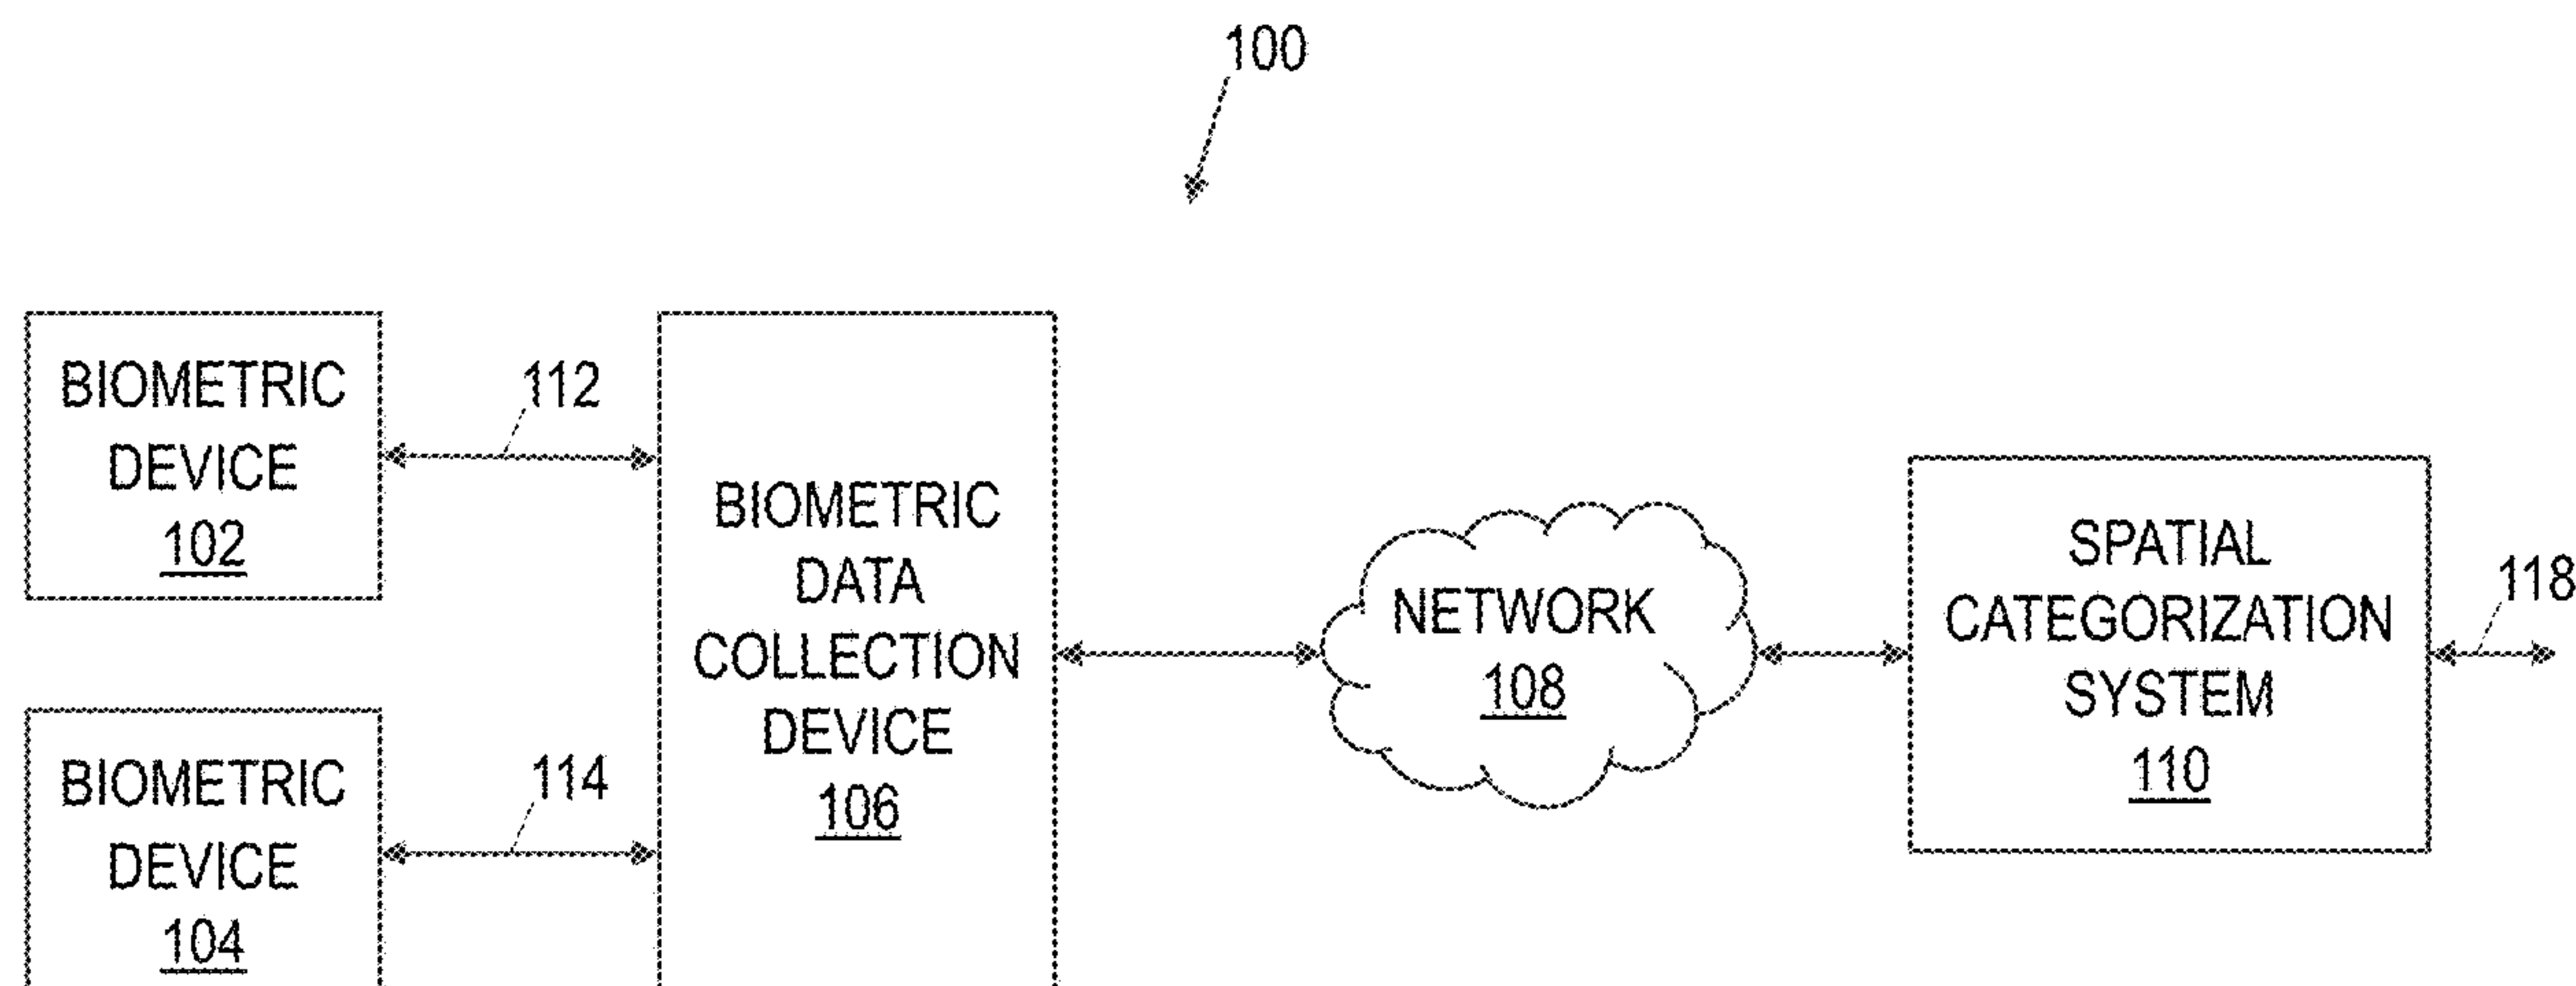 100
BIOMETRIC
DEVICE
102
112
BIOMETRIC
DEVICE
104
114
BIOMETRIC
DATA
COLLECTION
DEVICE
106
NETWORK
108
SPATIAL
CATEGORIZATION
SYSTEM
110
118